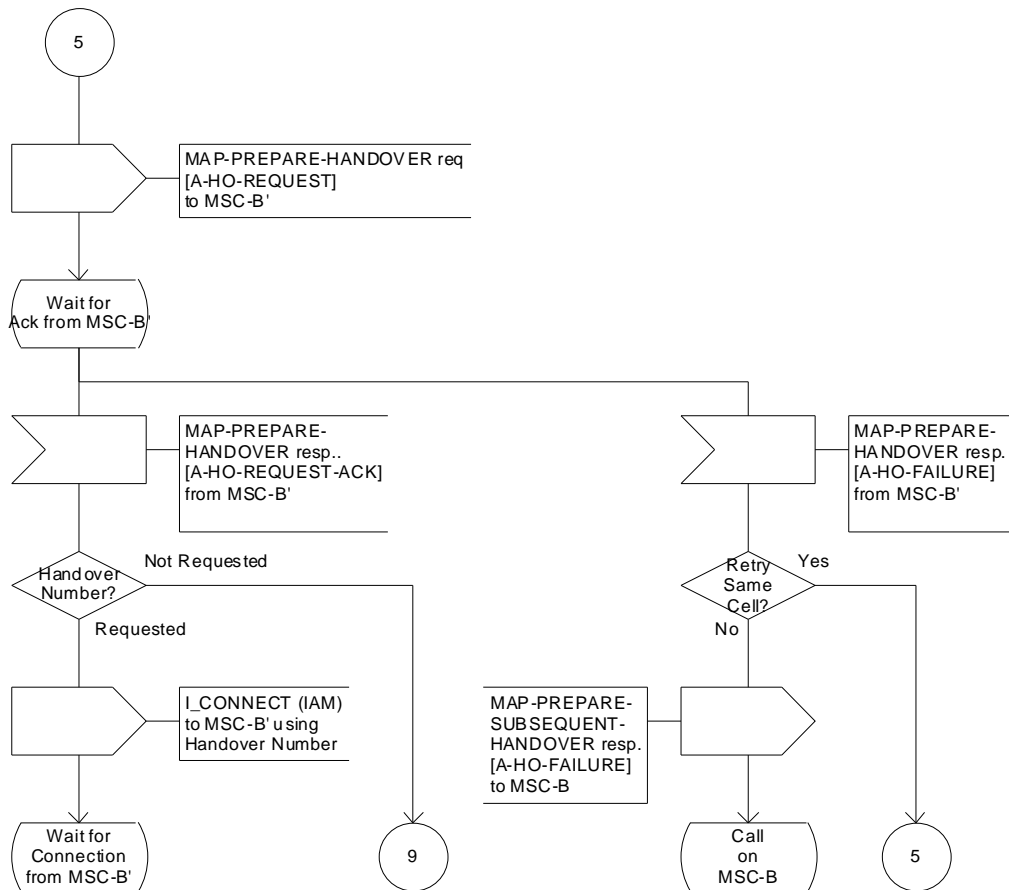 5
MAP-PREPARE-HANDOVER req
[A-HO-REQUEST]
to MSC-B'
Wait for
Ack from MSC-B'
MAP-PREPARE-
HANDOVER resp..
[A-HO-REQUEST-ACK]
from MSC-B'
MAP-PREPARE-
HANDOVER resp.
[A-HO-FAILURE]
from MSC-B'
Handover
Number?
Not Requested
Requested
Retry
Same
Cell?
Yes
No
I_CONNECT (IAM)
to MSC-B' using
Handover Number
MAP-PREPARE-
SUBSEQUENT-
HANDOVER resp.
[A-HO-FAILURE]
to MSC-B
Wait for
Connection
from MSC-B'
9
Call
on
MSC-B
5